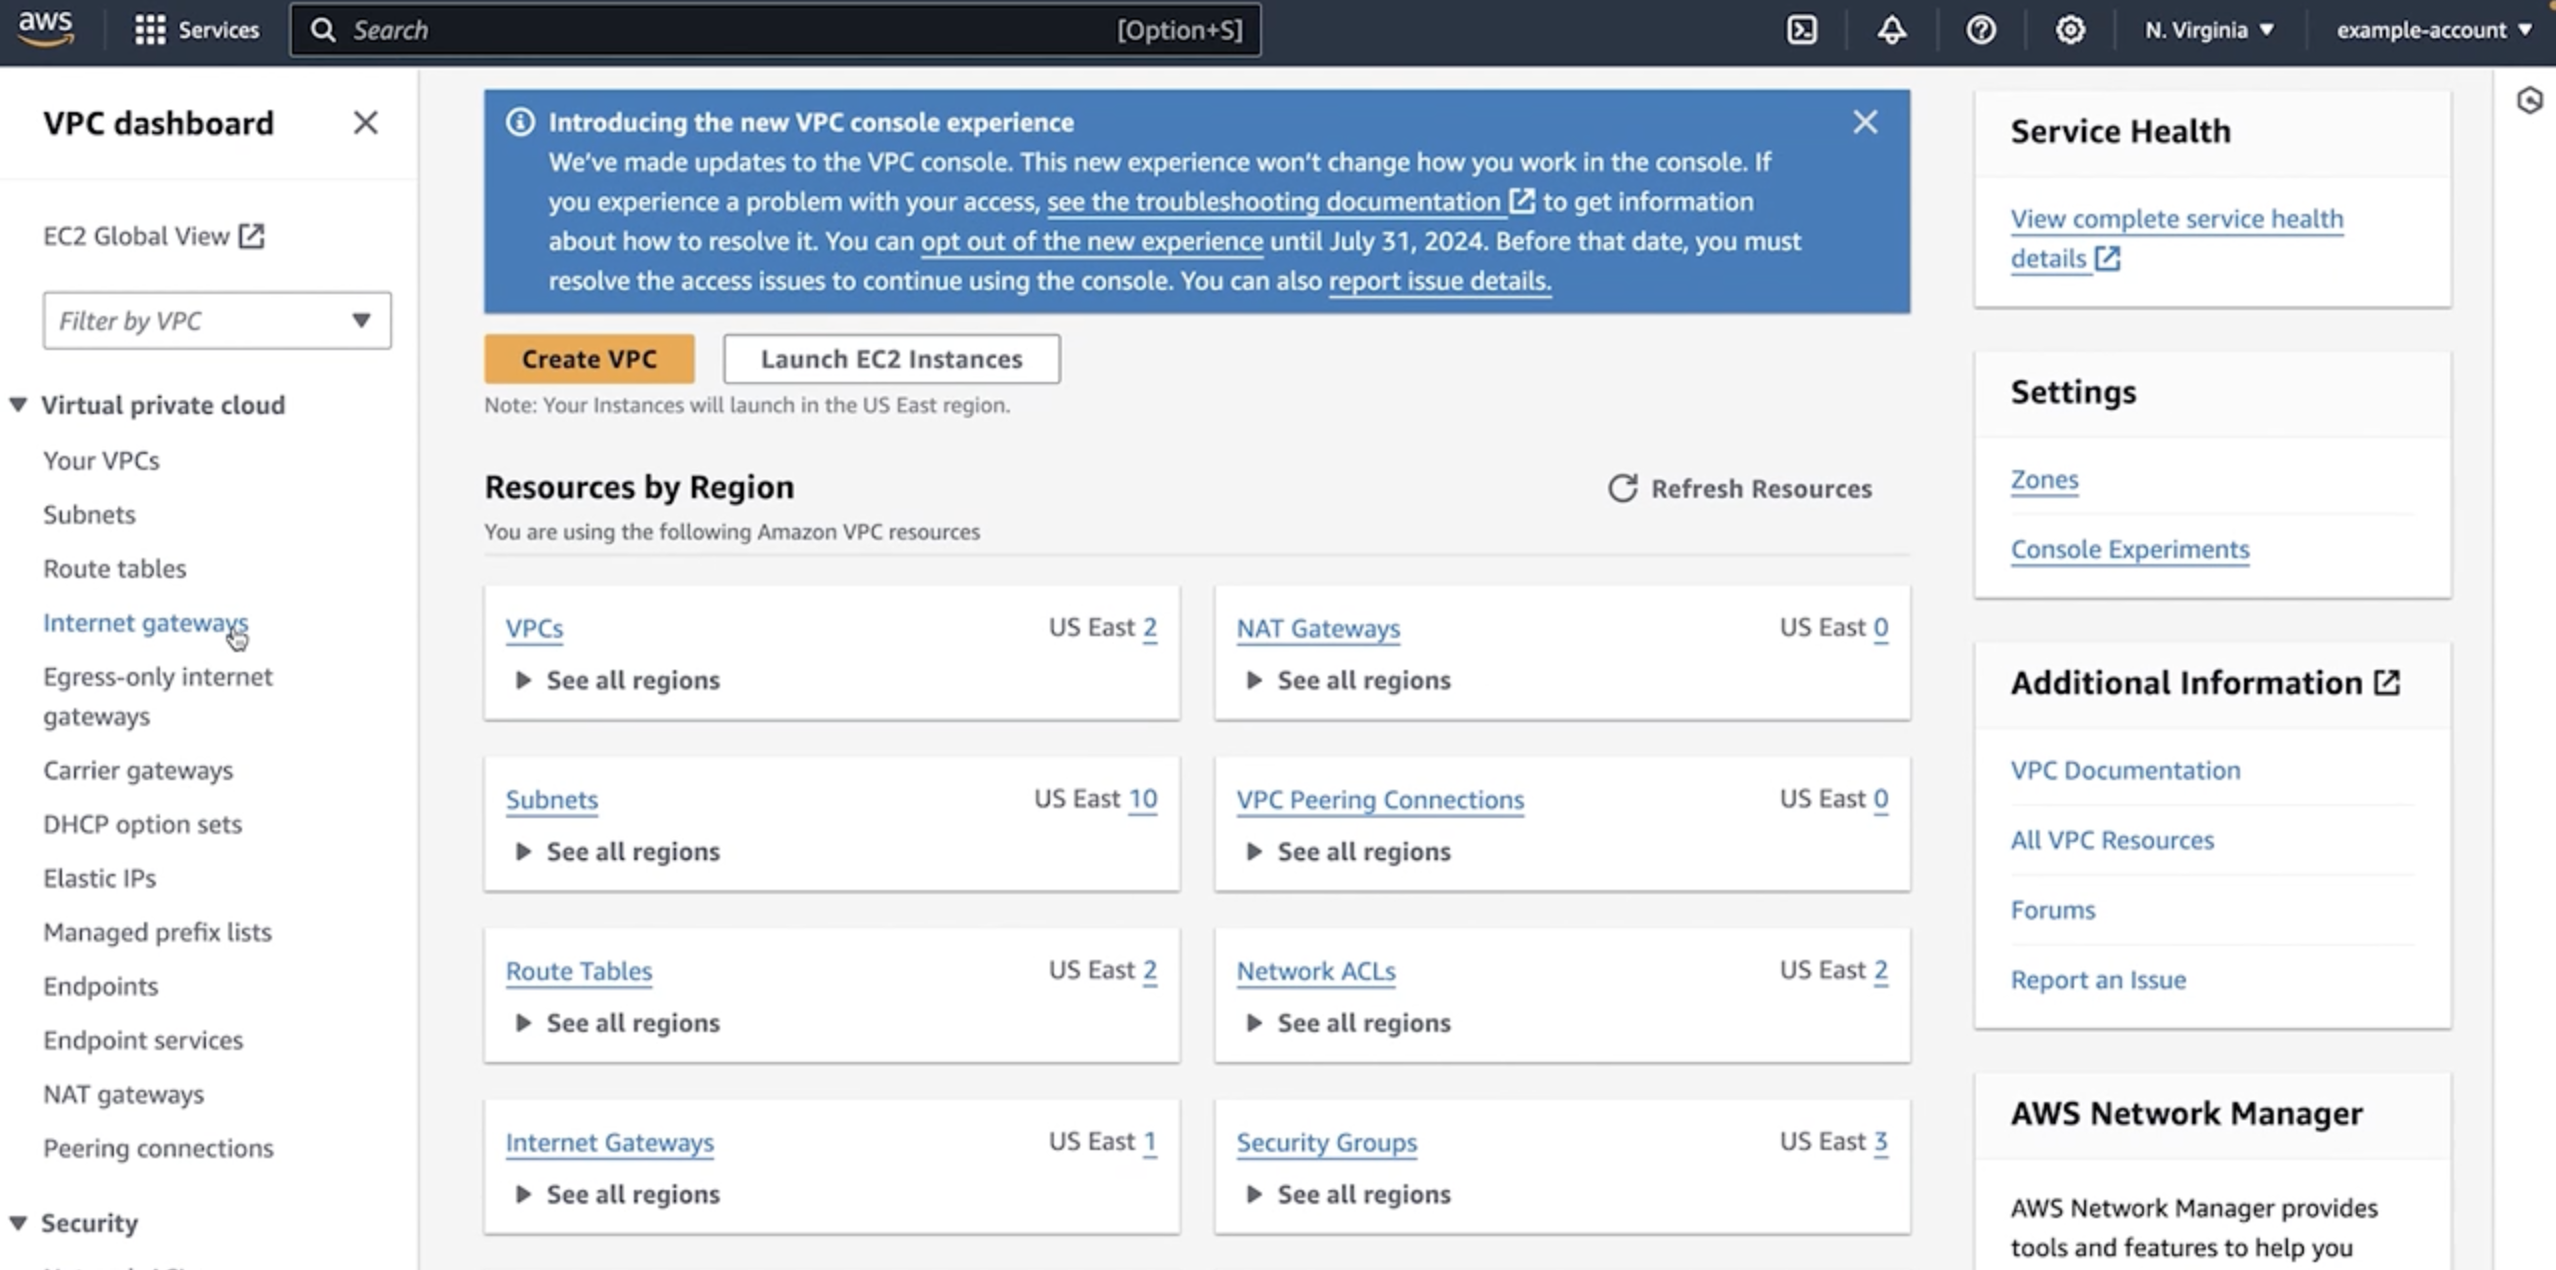 aws
Services
Search
[Option+S]
N. Virginia
example-account
VPC dashboard
EC2 Global View
Filter by VPC
Virtual private cloud
Your VPCs
Subnets
Route tables
Internet gateways
Egress-only internet
gateways
Carrier gateways
DHCP option sets
Elastic IPs
Managed prefix lists
Endpoints
Endpoint services
NAT gateways
Peering connections
Security
Introducing the new VPC console experience
We've made updates to the VPC console. This new experience won't change how you work in the console. If
you experience a problem with your access, see the troubleshooting documentation to get information
about how to resolve it. You can opt out of the new experience until July 31, 2024. Before that date, you must
resolve the access issues to continue using the console. You can also report issue details.
Create VPC
Launch EC2 Instances
Note: Your Instances will launch in the US East region.
Resources by Region
Refresh Resources
You are using the following Amazon VPC resources
VPCs
US East 2
See all regions
NAT Gateways
US East 0
See all regions
Subnets
US East 10
See all regions
VPC Peering Connections
US East 0
See all regions
Route Tables
US East 2
See all regions
Network ACLs
US East 2
See all regions
Internet Gateways
US East 1
See all regions
Security Groups
US East 3
See all regions
Service Health
View complete service health
details
Settings
Zones
Console Experiments
Additional Information
VPC Documentation
All VPC Resources
Forums
Report an Issue
AWS Network Manager
AWS Network Manager provides
tools and features to help you